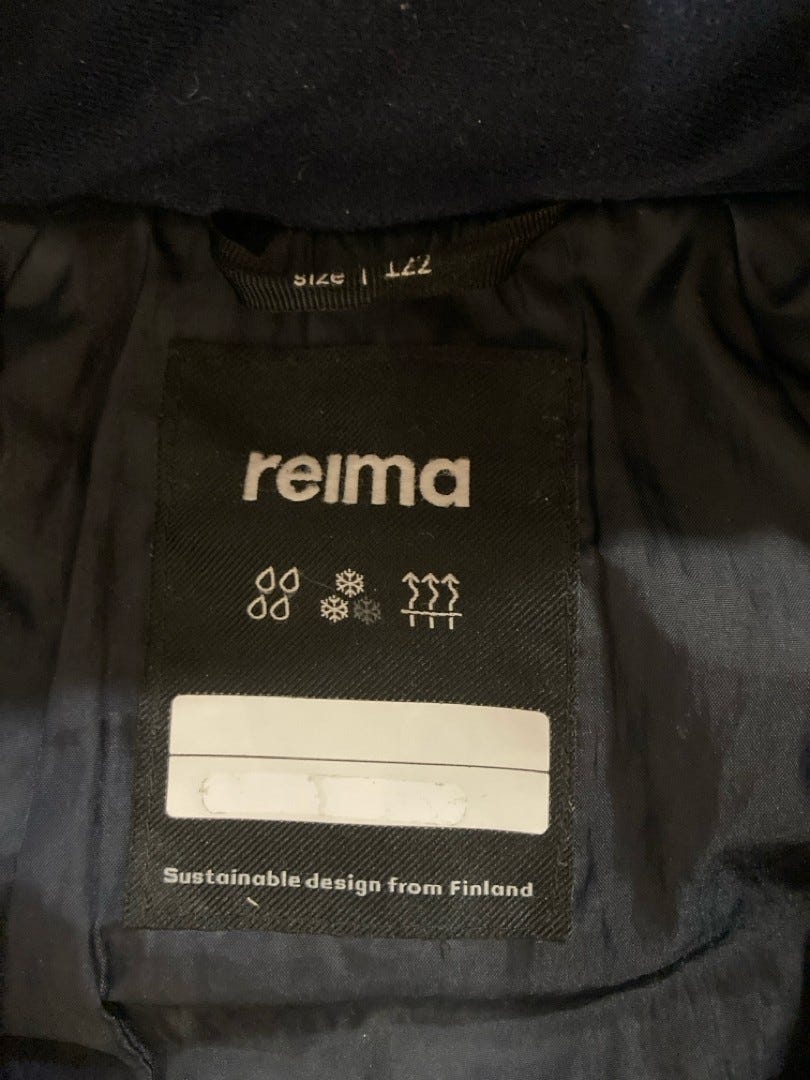 size | 122
reima
Sustainable design from Finland